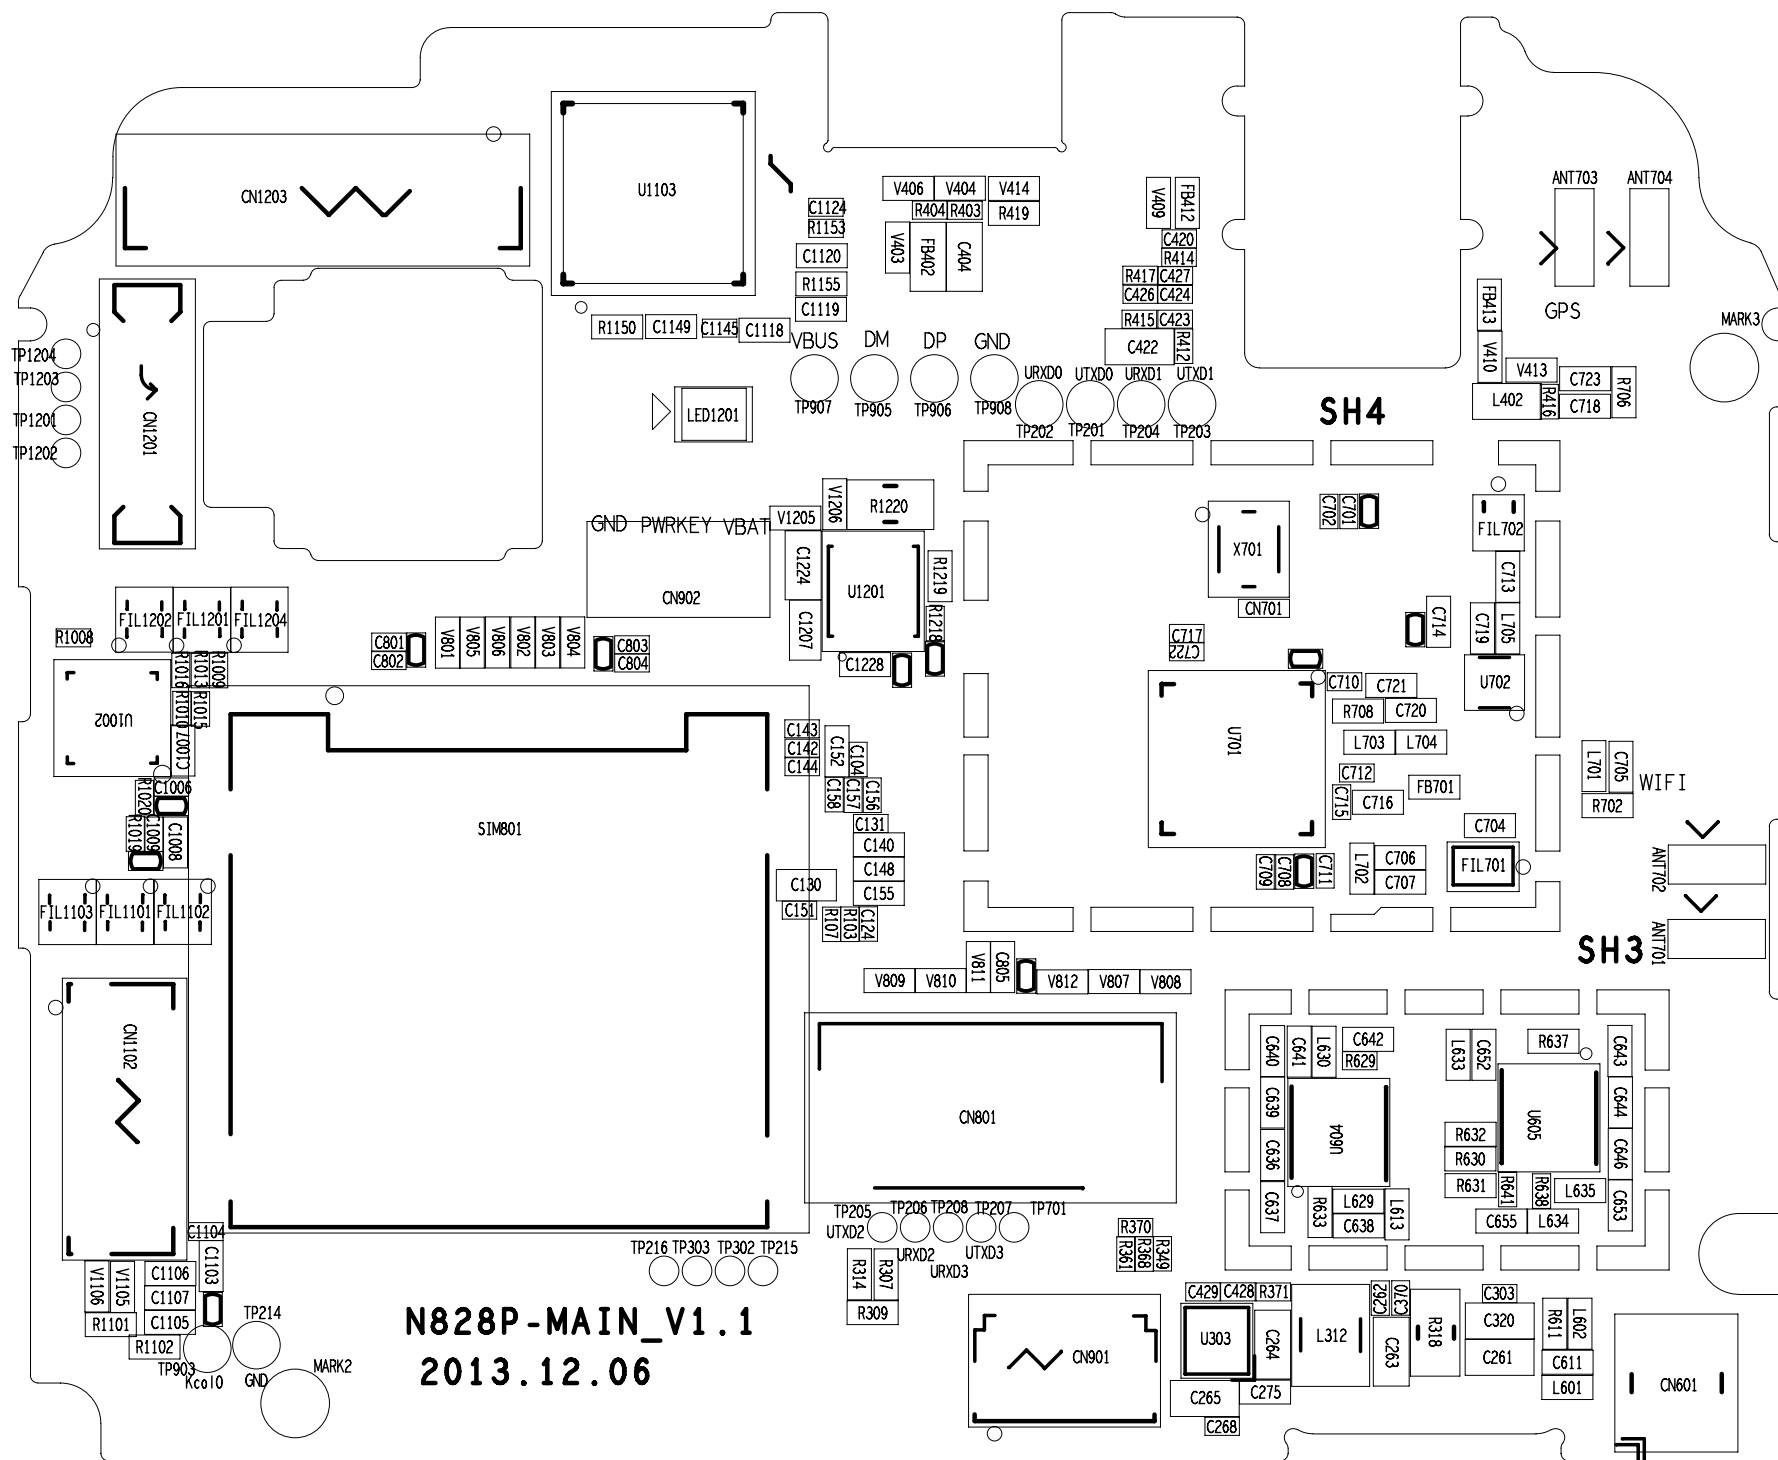 CN1203
U1103
C1124
R1153
C1120
R1155
C1119
V406
V404
V414
R404
R403
R419
V403
FB402
C404
V409
FB412
C420
R414
R417
C427
C426
C424
R415
C423
C422
R412
ANT703
ANT704
GPS
MARK3
FB413
V410
V413
L402
R416
C723
C718
R706
R1150
C1149
C1145
C1118
VBUS
DM
DP
GND
TP907
TP905
TP906
TP908
URXD0
UTXD0
URXD1
UTXD1
TP202
TP201
TP204
TP203
TP1204
TP1203
TP1201
TP1202
CN1201
LED1201
SH4
GND PWRKEY VBAT
CN902
V1205
V1206
R1220
C1224
U1201
R1219
C1207
R1218
C1228
X701
CN701
C702
C701
FIL702
C713
C714
C719
L705
U702
C717
C722
U701
C710
C721
R708
C720
L703
L704
C712
FB701
C715
C716
C704
L701
C705
R702
WIFI
C709
C708
C711
L702
C706
C707
FIL701
ANT702
ANT701
SH3
FIL1202
FIL1201
FIL1204
R1008
R1016
R1013
R1009
U1002
R1010
R1015
C1007
C1006
R1020
R1019
C1009
C1008
FIL1103
FIL1101
FIL1102
C801
C802
V801
V805
V806
V802
V803
V804
C803
C804
SIM801
C143
C142
C144
C152
C104
C158
C157
C156
C131
C140
C148
C155
C130
C151
R107
R103
C124
V809
V810
V811
C805
V812
V807
V808
CN801
CN1102
C640
C641
L630
C642
R629
L633
C652
R637
C643
C639
U604
U605
C644
R632
R630
R631
C636
C646
C637
R633
L629
C638
L613
R641
R638
L635
C655
L634
C653
TP205
TP206
TP208
TP207
TP701
UTXD2
URXD2
URXD3
UTXD3
TP216
TP303
TP302
TP215
R370
R361
R368
R349
R314
R307
R309
C1104
C1103
V1106
V1105
C1106
C1107
C1105
R1101
R1102
TP214
TP903
Kcol0
GND
MARK2
N828P-MAIN_V1.1
2013.12.06
CN901
C429
C428
R371
U303
C264
C265
C275
C268
L312
C262
C370
C263
R318
C303
C320
C261
R611
L602
C611
L601
CN601